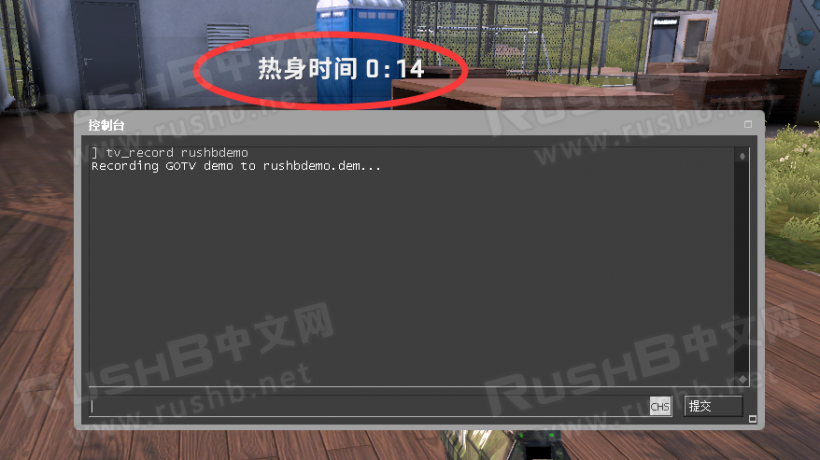 热身时间 0:14
控制台
] tv_record rushbdemo
Recording GOTV demo to rushbdemo.dem...
CHS
提交
RUSHB中文网
www.rushb.net
RUSHB中文网
www.rushb.net
RUSHB中文网
www.rushb.net
RUSHB中文网
www.rushb.net